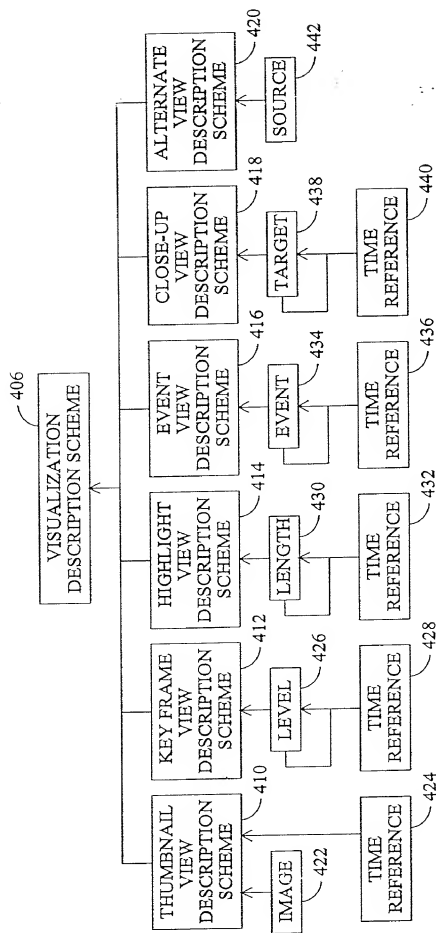 VISUALIZATION
DESCRIPTION SCHEME
406
THUMBNAIL
VIEW
DESCRIPTION
SCHEME
410
IMAGE
422
TIME
REFERENCE
424
KEY FRAME
VIEW
DESCRIPTION
SCHEME
412
LEVEL
426
TIME
REFERENCE
428
HIGHLIGHT
VIEW
DESCRIPTION
SCHEME
414
LENGTH
430
TIME
REFERENCE
432
EVENT
VIEW
DESCRIPTION
SCHEME
416
EVENT
434
TIME
REFERENCE
436
CLOSE-UP
VIEW
DESCRIPTION
SCHEME
418
TARGET
438
TIME
REFERENCE
440
ALTERNATE
VIEW
DESCRIPTION
SCHEME
420
SOURCE
442